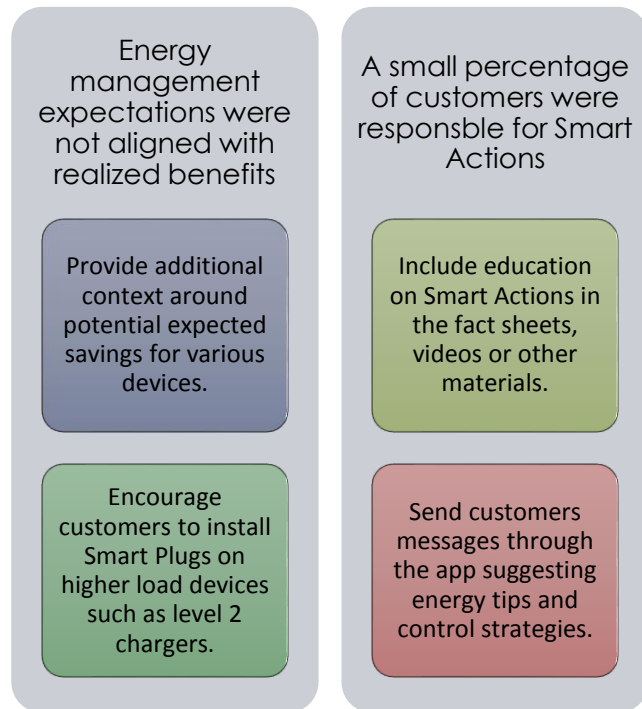 Energy
management
expectations were
not aligned with
realized benefits
Provide additional
context around
potential expected
savings for various
devices.
Encourage
customers to install
Smart Plugs on
higher load devices
such as level 2
chargers.
A small percentage
of customers were
responsble for Smart
Actions
Include education
on Smart Actions in
the fact sheets,
videos or other
materials.
Send customers
messages through
the app suggesting
energy tips and
control strategies.